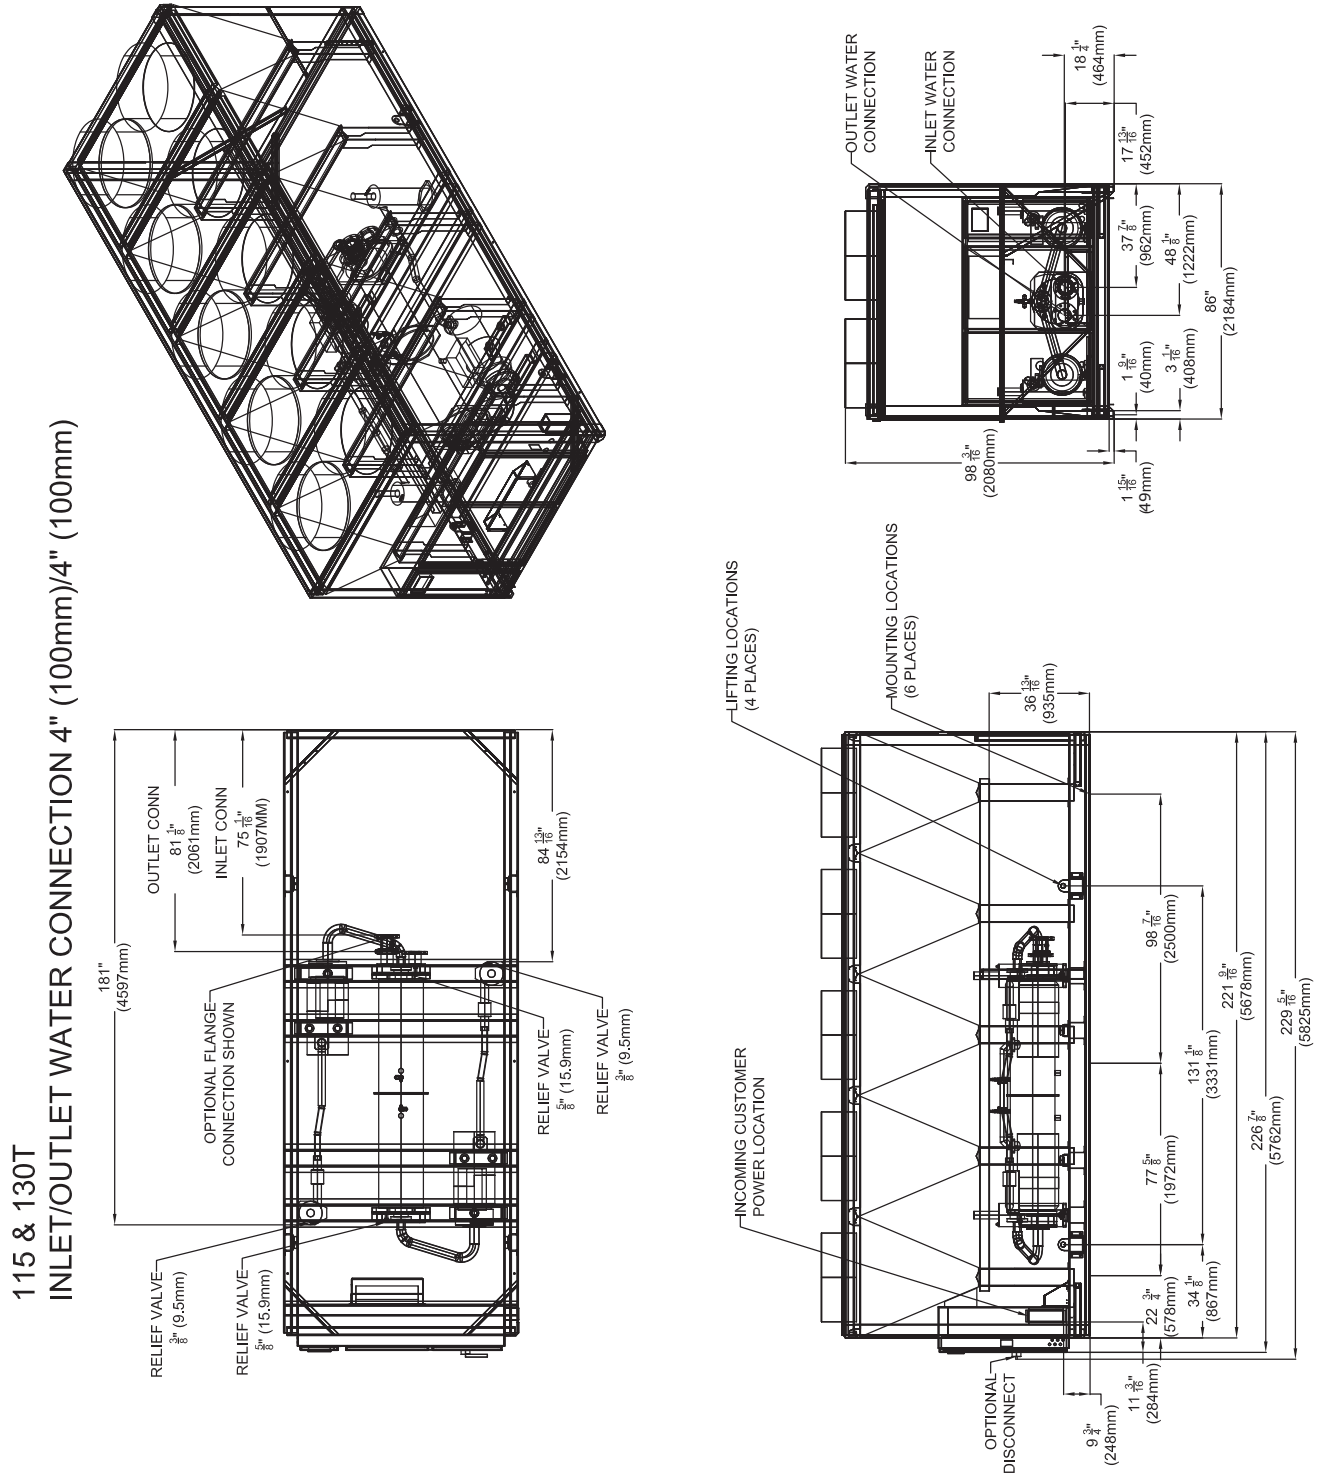 115 & 130T
INLET/OUTLET WATER CONNECTION 4" (100mm)/4" (100mm)
181"
(4597mm)
OUTLET CONN
81 1/8"
(2061mm)
INLET CONN
75 1/16"
(1907MM)
OPTIONAL FLANGE
CONNECTION SHOWN
84 13/16"
(2154mm)
RELIEF VALVE
5/8" (15.9mm)
RELIEF VALVE
3/8" (9.5mm)
RELIEF VALVE
3/8" (9.5mm)
RELIEF VALVE
5/8" (15.9mm)
LIFTING LOCATIONS
(4 PLACES)
MOUNTING LOCATIONS
(6 PLACES)
INCOMING CUSTOMER
POWER LOCATION
36 13/16"
(935mm)
OPTIONAL
DISCONNECT
9 3/4"
(248mm)
11 3/16"
(284mm)
22 3/4"
(578mm)
77 5/8"
(1972mm)
98 7/16"
(2500mm)
34 1/8"
(867mm)
131 1/8"
(3331mm)
221 9/16"
(5678mm)
226 7/8"
(5762mm)
229 5/16"
(5825mm)
OUTLET WATER
CONNECTION
INLET WATER
CONNECTION
18 1/4"
(464mm)
17 13/16"
(452mm)
37 7/8"
(962mm)
48 1/8"
(1222mm)
86"
(2184mm)
1 9/16"
(40mm)
3 1/16"
(408mm)
98 3/16"
(2080mm)
1 15/16"
(49mm)